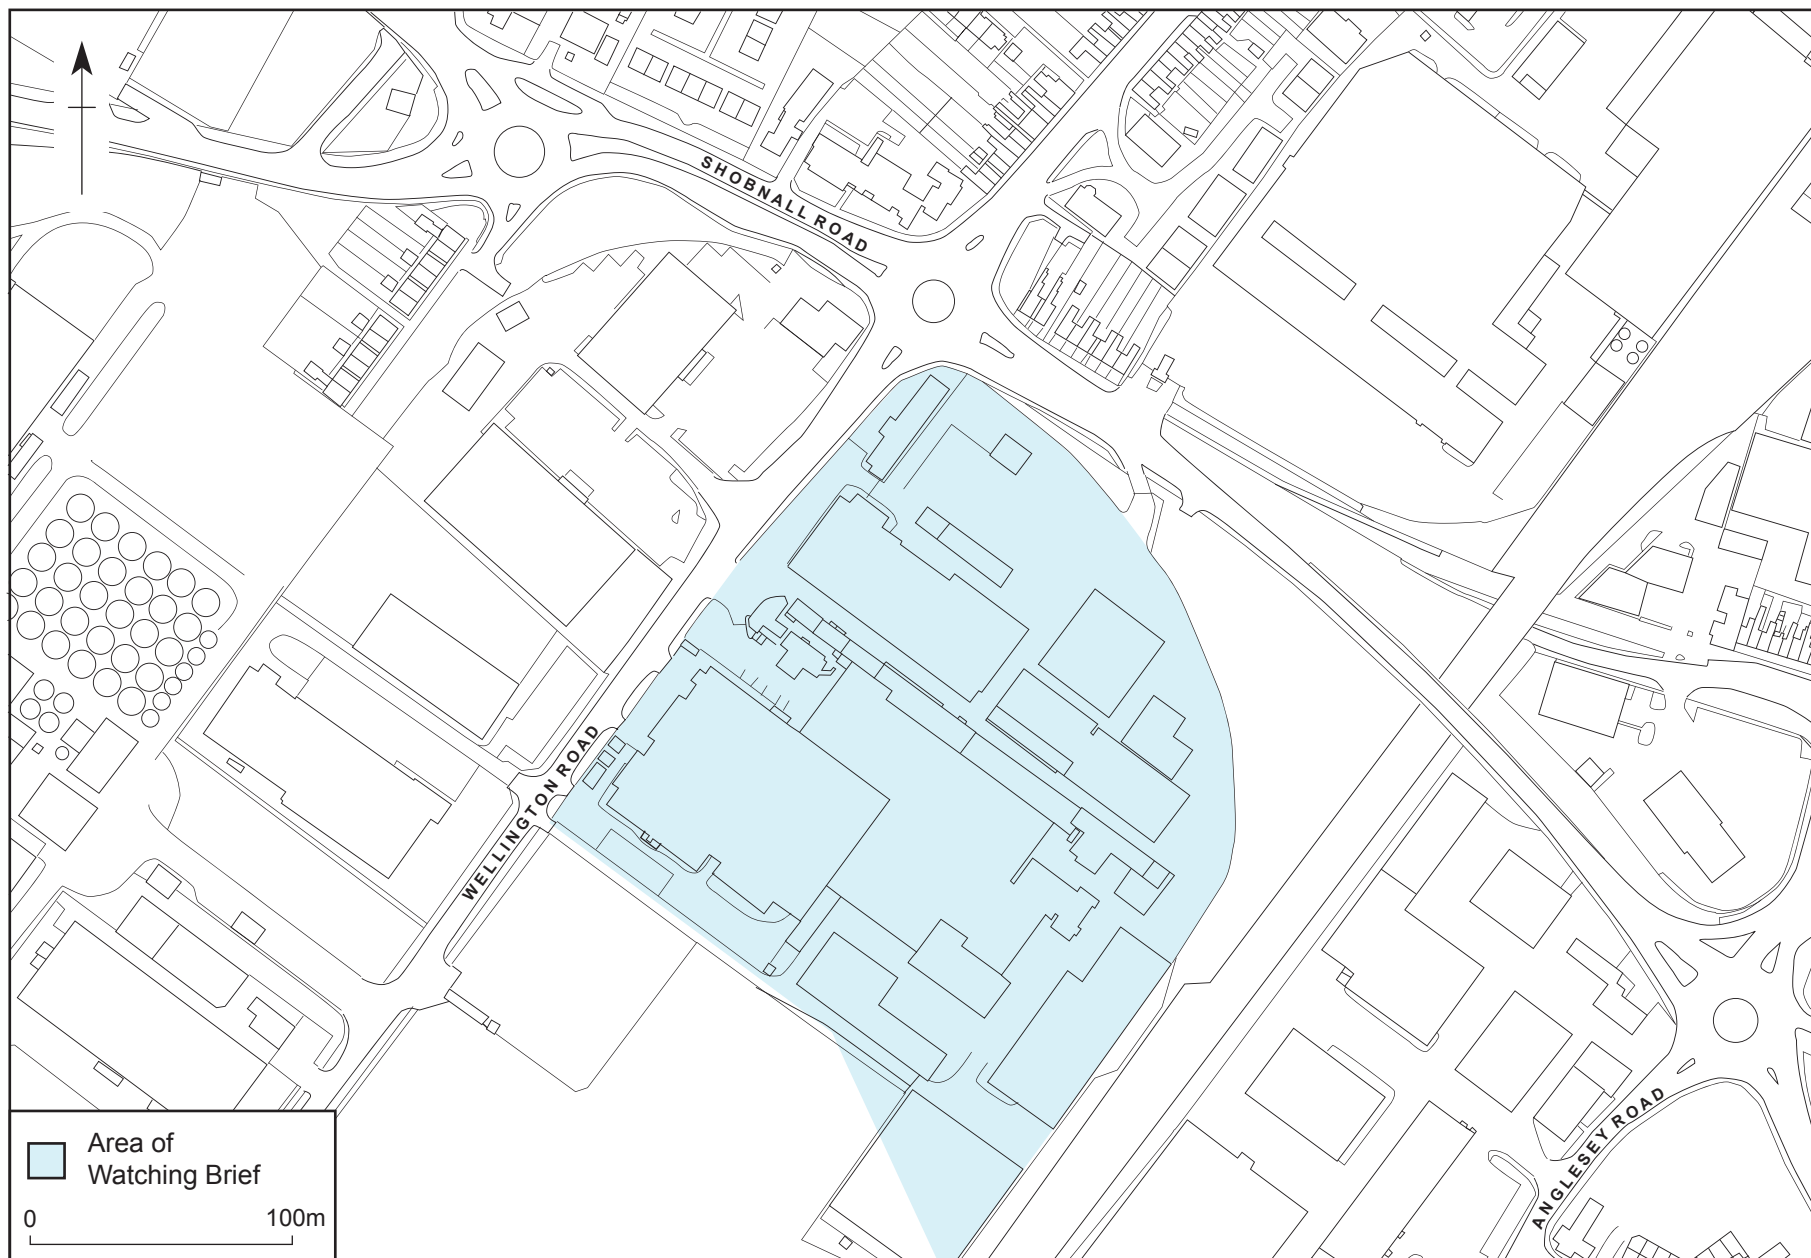 SHOBNALL ROAD
WELLINGTON ROAD
ANGLESEY ROAD
Area of
Watching Brief
0 100m